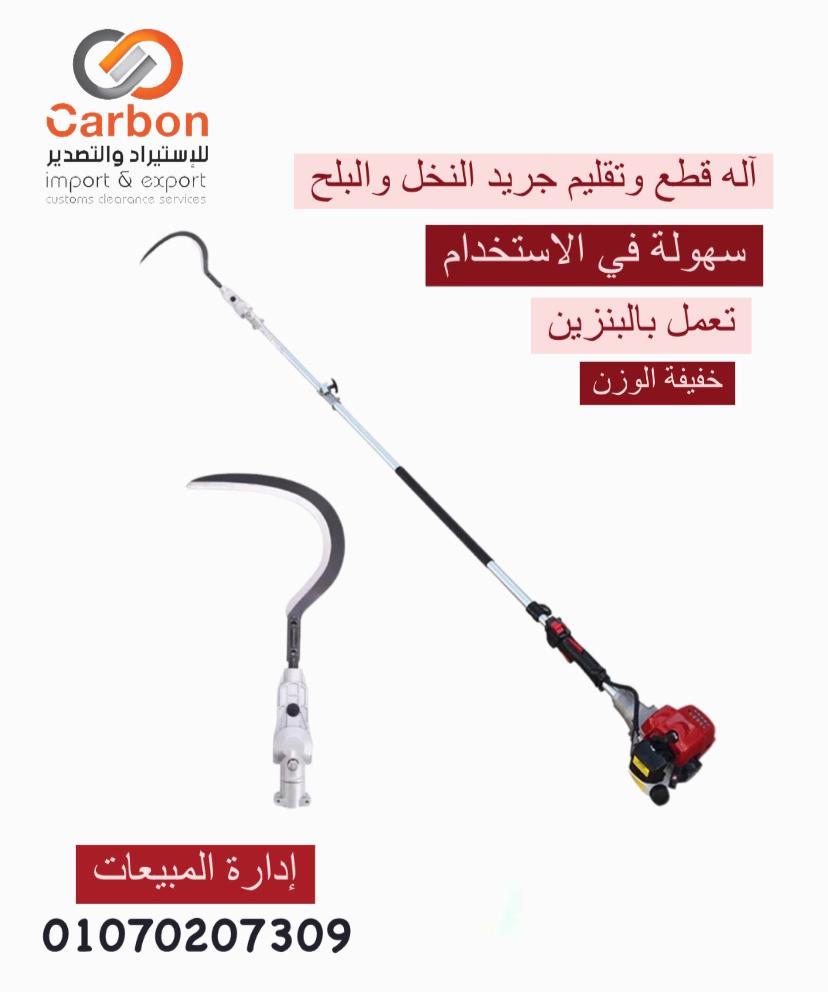 Carbon
للإستيراد والتصدير
import & export
customs clearance services
آله قطع وتقليم جريد النخل والبلح
سهولة في الاستخدام
تعمل بالبنزين
خفيفة الوزن
إدارة المبيعات
01070207309